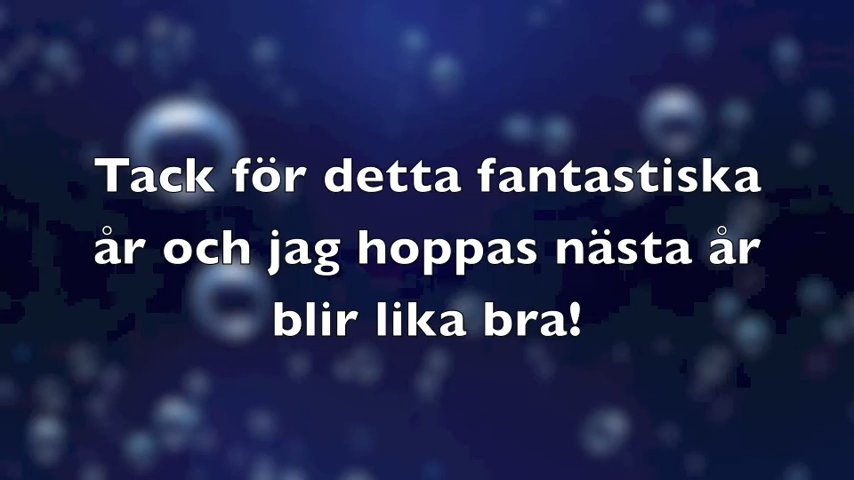 Tack för detta fantastiska
år och jag hoppas nästa år
blir lika bra!